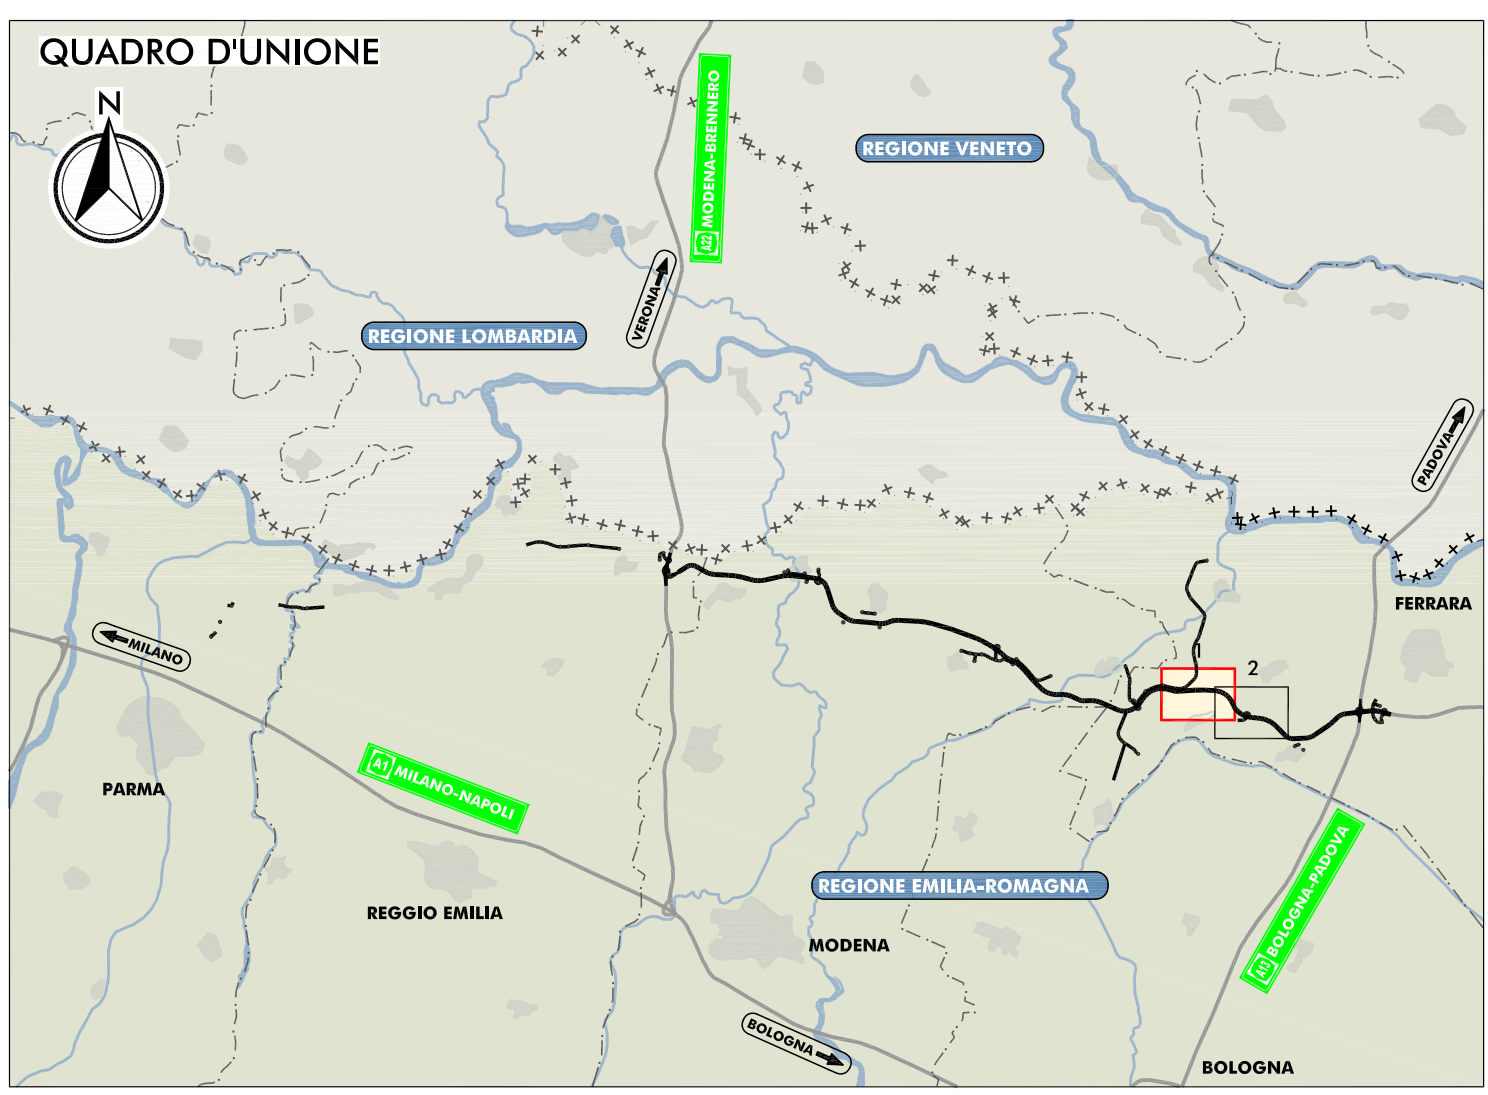 QUADRO D'UNIONE
N
A22 MODENA-BRENNERO
REGIONE VENETO
VERONA
REGIONE LOMBARDIA
PADOVA
FERRARA
MILANO
1
2
PARMA
A1 MILANO-NAPOLI
REGIONE EMILIA-ROMAGNA
A13 BOLOGNA-PADOVA
REGGIO EMILIA
MODENA
BOLOGNA
BOLOGNA